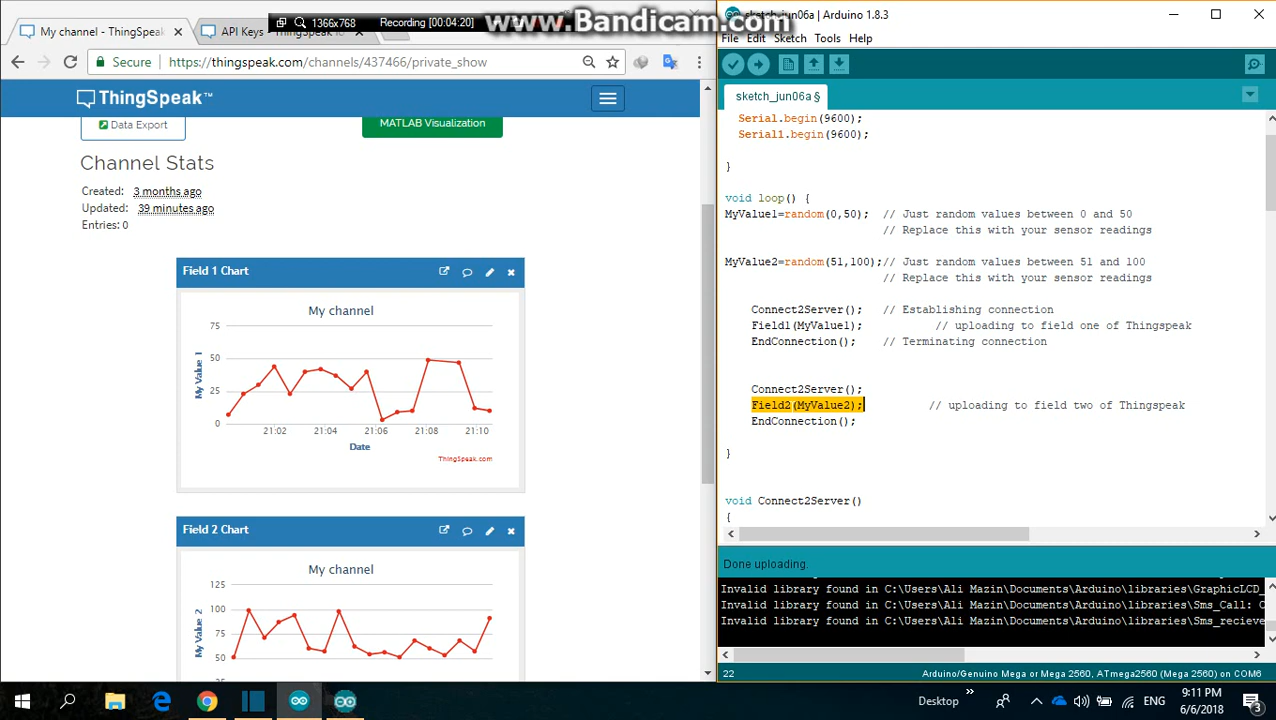 1366x768
Recording [00:04:20]
www.Bandicam.com
sketch_jun06a | Arduino 1.8.3
My channel - ThingSpeak
API Keys - ThingSpeak
File Edit Sketch Tools Help
Secure
https://thingspeak.com/channels/437466/private_show
ThingSpeak™
sketch_jun06a §
Data Export
MATLAB Visualization
Channel Stats
Created: 3 months ago
Updated: 39 minutes ago
Entries: 0
Field 1 Chart
My channel
My Value 1
75
50
25
0
21:02 21:04 21:06 21:08 21:10
Date
ThingSpeak.com
Field 2 Chart
My channel
My Value 2
125
100
75
50
Serial.begin(9600);
Serial1.begin(9600);
}
void loop() {
MyValue1=random(0,50); // Just random values between 0 and 50
// Replace this with your sensor readings
MyValue2=random(51,100);// Just random values between 51 and 100
// Replace this with your sensor readings
Connect2Server(); // Establishing connection
Field1(MyValue1); // uploading to field one of Thingspeak
EndConnection(); // Terminating connection
Connect2Server();
Field2(MyValue2); // uploading to field two of Thingspeak
EndConnection();
}
void Connect2Server()
{
Done uploading.
Invalid library found in C:\Users\Ali Mazin\Documents\Arduino\libraries\GraphicLCD_
Invalid library found in C:\Users\Ali Mazin\Documents\Arduino\libraries\Sms_Call: C
Invalid library found in C:\Users\Ali Mazin\Documents\Arduino\libraries\Sms_recieve
22
Arduino/Genuino Mega or Mega 2560, ATmega2560 (Mega 2560) on COM6
Desktop
ENG
9:11 PM
6/6/2018
3